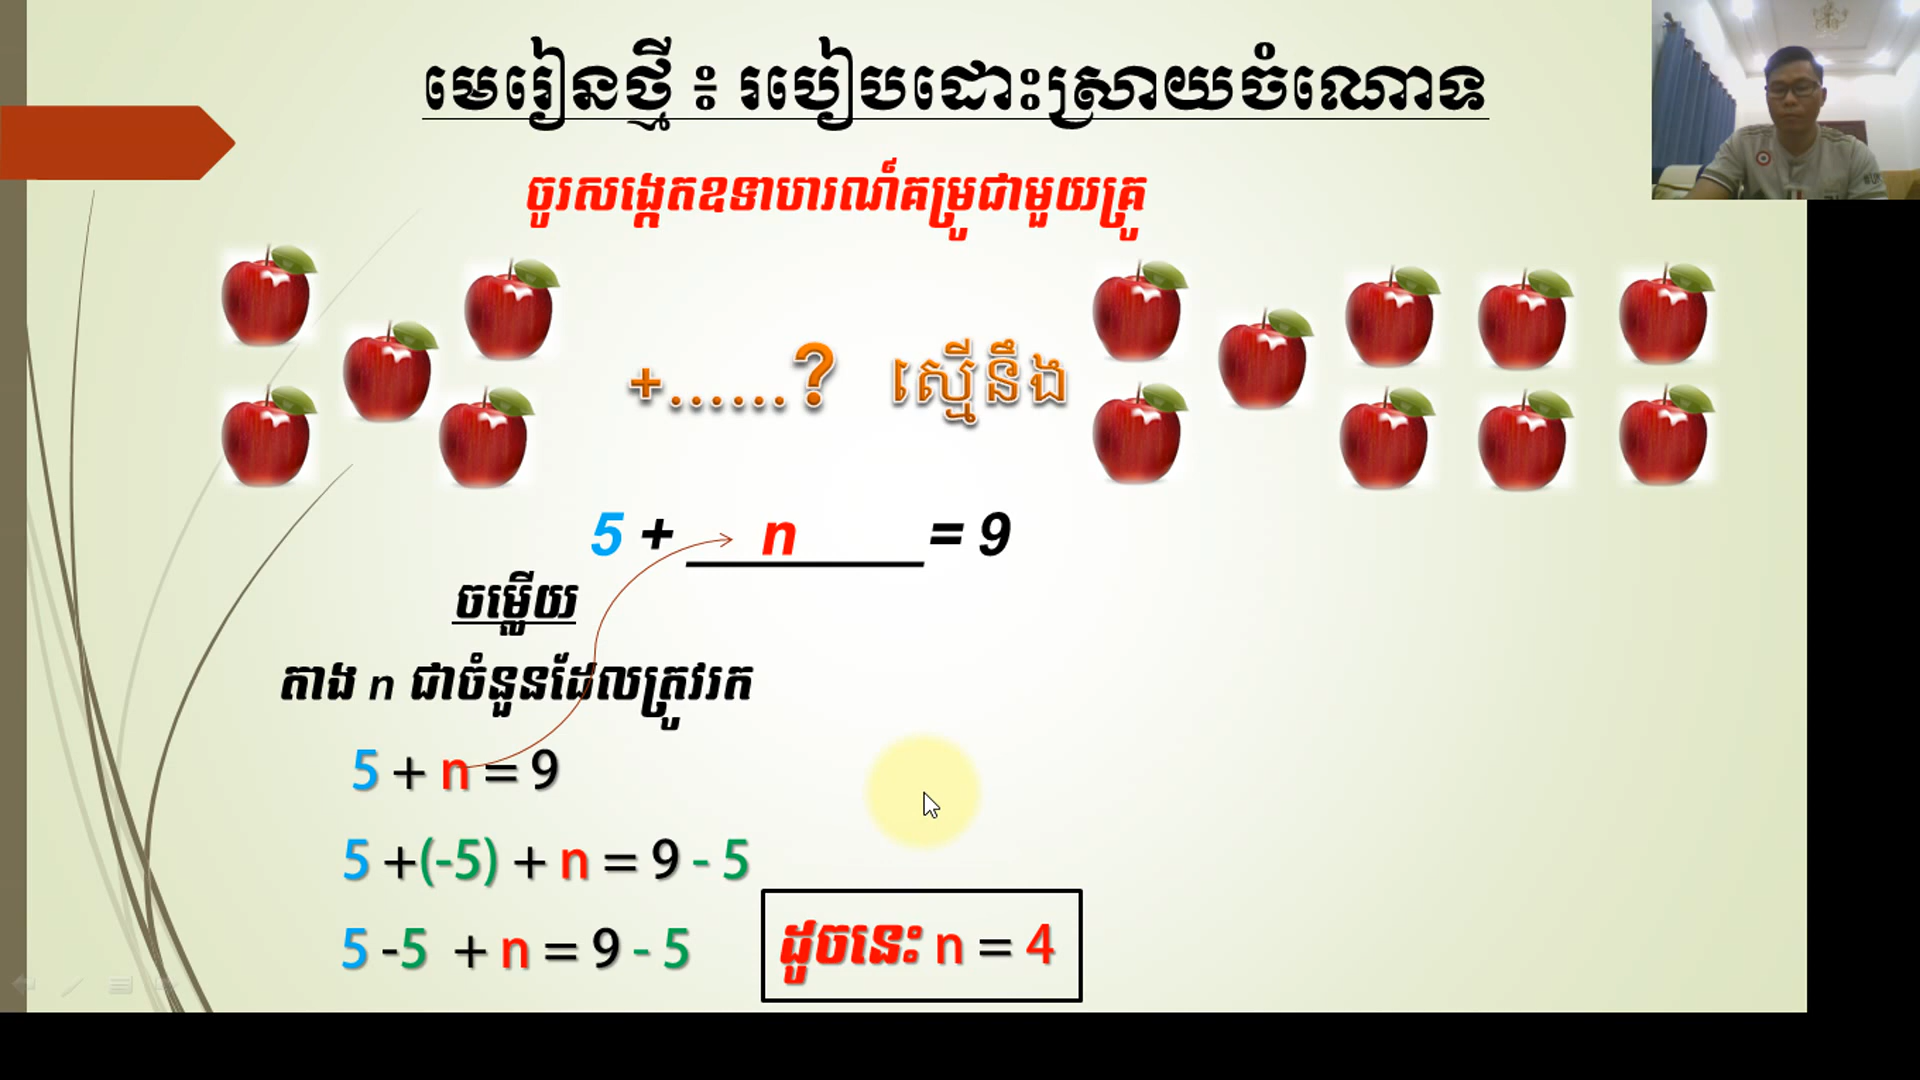 មេរៀនថ្មី ៖ របៀបដោះស្រាយចំណោទ
ចូរសង្កេតឧទាហរណ៍គម្រូជាមួយគ្រូ
+......? ស្មើនឹង
5 + n = 9
ចម្លើយ
តាង n ជាចំនួនដែលត្រូវរក
5 + n = 9
5 +(-5) + n = 9 - 5
5 -5 + n = 9 - 5
ដូចនេះ n = 4